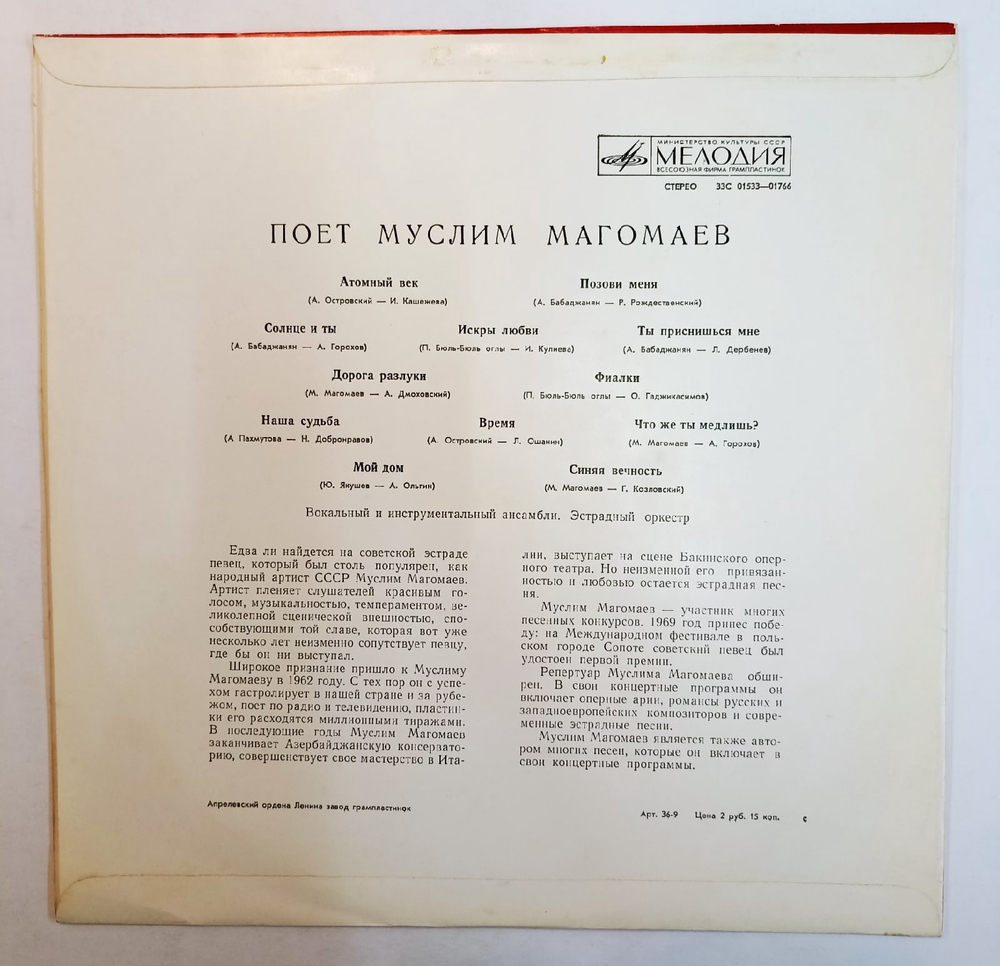 МИНИСТЕРСТВО КУЛЬТУРЫ СССР
МЕЛОДИЯ
ВСЕСОЮЗНАЯ ФИРМА ГРАМПЛАСТИНОК
СТЕРЕО 33С 01533—01766
ПОЕТ МУСЛИМ МАГОМАЕВ
Атомный век Позови меня
(А. Островский — И. Кашежева) (А. Бабаджанян — Р. Рождественский)
Солнце и ты Искры любви Ты приснишься мне
(А. Бабаджанян — А. Горохов) (П. Бюль-Бюль оглы — И. Кулиева) (А. Бабаджанян — Л. Дербенев)
Дорога разлуки Фиалки
(М. Магомаев — А. Дмоховский) (П. Бюль-Бюль оглы — О. Гаджикасимов)
Наша судьба Время Что же ты медлишь?
(А Пахмутова — Н. Добронравов) (А. Островский — Л. Ошанин) (М. Магомаев — А. Горохов)
Мой дом Синяя вечность
(Ю. Якушев — А. Ольгин) (М. Магомаев — Г. Козловский)
Вокальный и инструментальный ансамбли. Эстрадный оркестр
Едва ли найдется на советской эстраде
певец, который был столь популярен, как
народный артист СССР Муслим Магомаев.
Артист пленяет слушателей красивым го-
лосом, музыкальностью, темпераментом, ве-
ликолепной сценической внешностью, спо-
собствующими той славе, которая вот уже
несколько лет неизменно сопутствует певцу,
где бы он ни выступал.
Широкое признание пришло к Муслиму
Магомаеву в 1962 году. С тех пор он с успе-
хом гастролирует в нашей стране и за рубе-
жом, поет по радио и телевидению, пластин-
ки его расходятся миллионными тиражами.
В последующие годы Муслим Магомаев
заканчивает Азербайджанскую консервато-
рию, совершенствует свое мастерство в Ита-
лии, выступает на сцене Бакинского опер-
ного театра. Но неизменной его привязан-
ностью и любовью остается эстрадная пес-
ня.
Муслим Магомаев — участник многих
песенных конкурсов. 1969 год принес побе-
ду: на Международном фестивале в поль-
ском городе Сопоте советский певец был
удостоен первой премии.
Репертуар Муслима Магомаева обши-
рен. В свои концертные программы он
включает оперные арии, романсы русских и
западноевропейских композиторов и совре-
менные эстрадные песни.
Муслим Магомаев является также авто-
ром многих песен, которые он включает в
свои концертные программы.
Апрелевский ордена Ленина завод грампластинок
Арт. 36-9 Цена 2 руб. 15 коп.